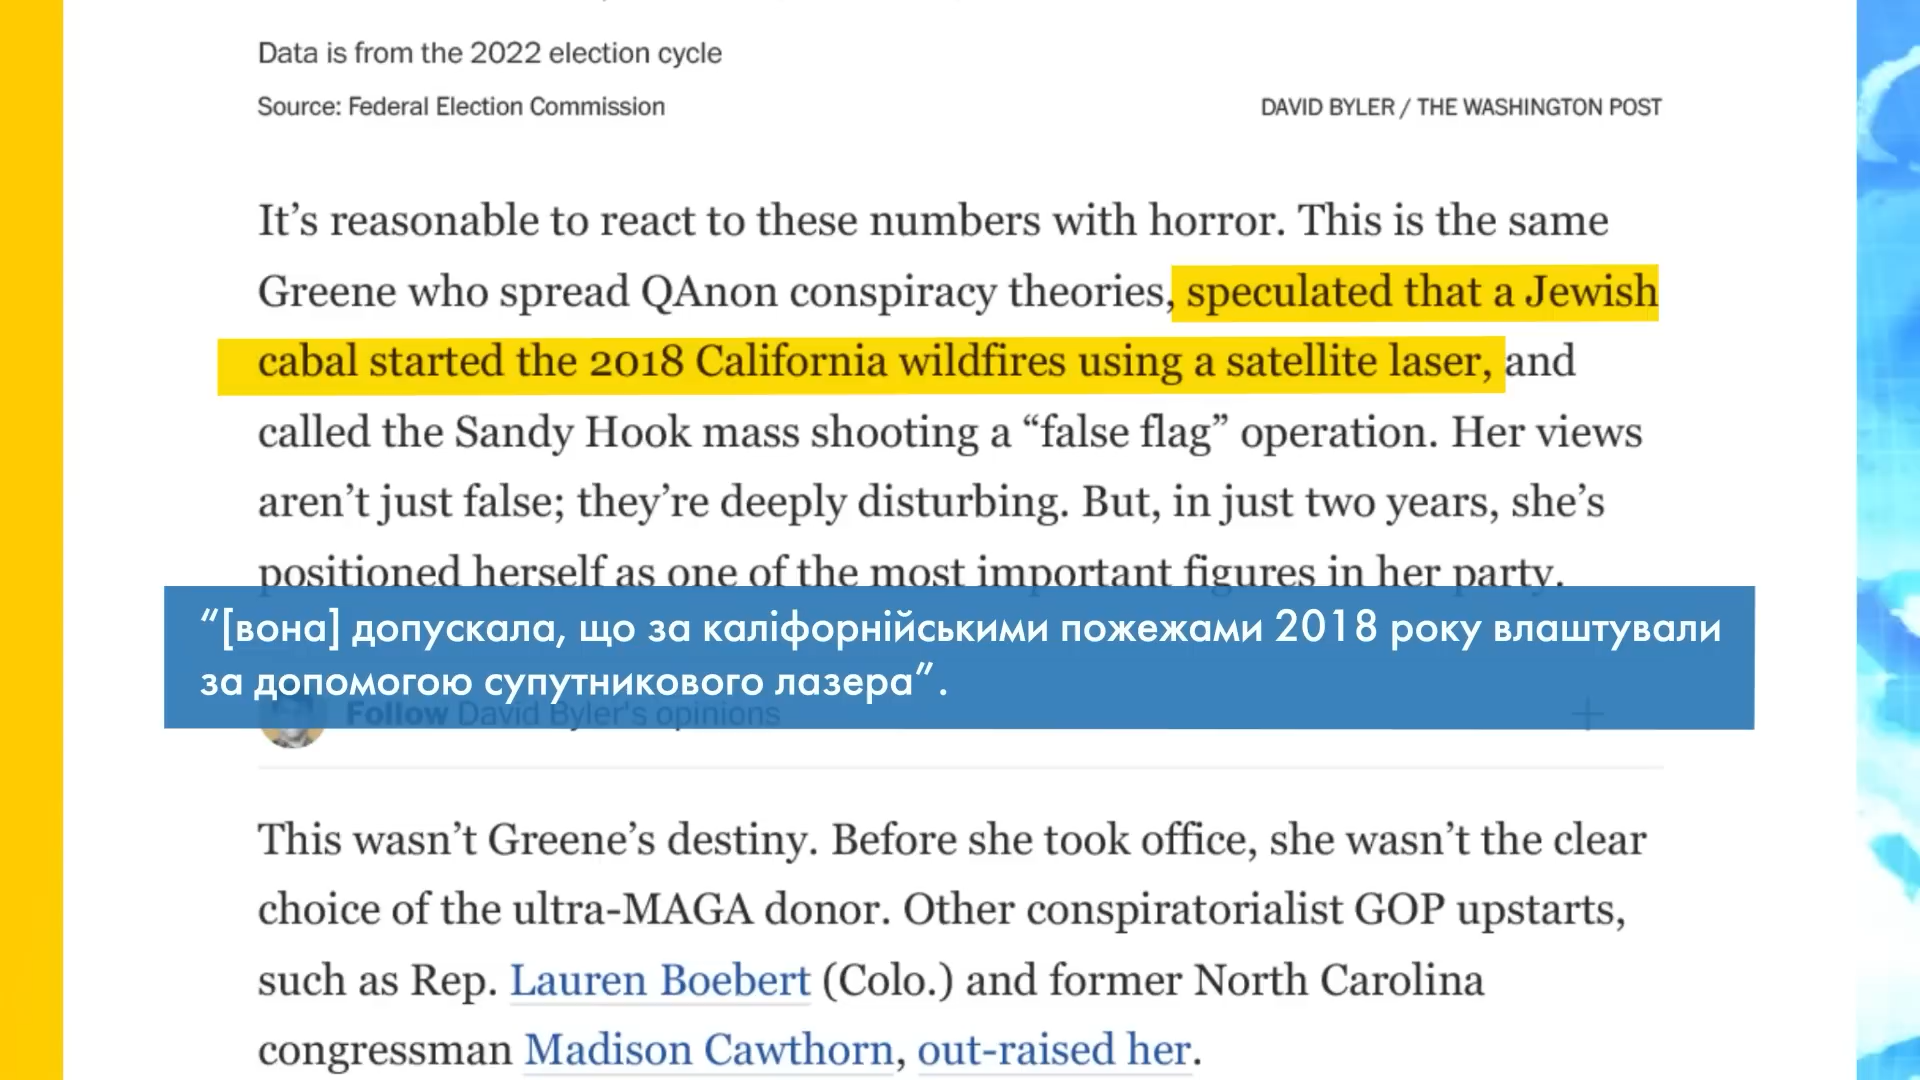 Data is from the 2022 election cycle
Source: Federal Election Commission
DAVID BYLER / THE WASHINGTON POST
It’s reasonable to react to these numbers with horror. This is the same
Greene who spread QAnon conspiracy theories, speculated that a Jewish
cabal started the 2018 California wildfires using a satellite laser, and
called the Sandy Hook mass shooting a “false flag” operation. Her views
aren’t just false; they’re deeply disturbing. But, in just two years, she’s
positioned herself as one of the most important figures in her party.
“[вона] допускала, що за каліфорнійськими пожежами 2018 року влаштували
за допомогою супутникового лазера”.
Follow David Byler's opinions
This wasn’t Greene’s destiny. Before she took office, she wasn’t the clear
choice of the ultra-MAGA donor. Other conspiratorialist GOP upstarts,
such as Rep. Lauren Boebert (Colo.) and former North Carolina
congressman Madison Cawthorn, out-raised her.